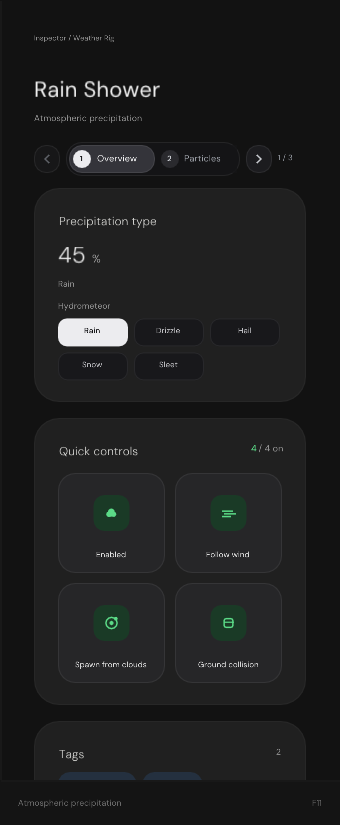 Inspector / Weather Rig
Rain Shower
Atmospheric precipitation
1 Overview 2 Particles 1 / 3
Precipitation type
45 %
Rain
Hydrometeor
Rain Drizzle Hail
Snow Sleet
Quick controls 4 / 4 on
Enabled Follow wind
Spawn from clouds Ground collision
Tags 2
Atmospheric precipitation F11